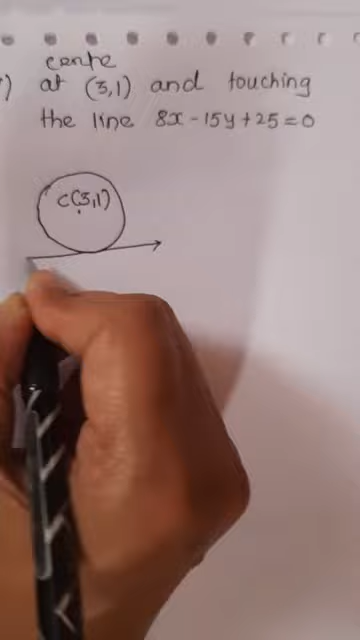 centre
at (3,1) and touching
the line 8x - 15y + 25 = 0
C(3,1)